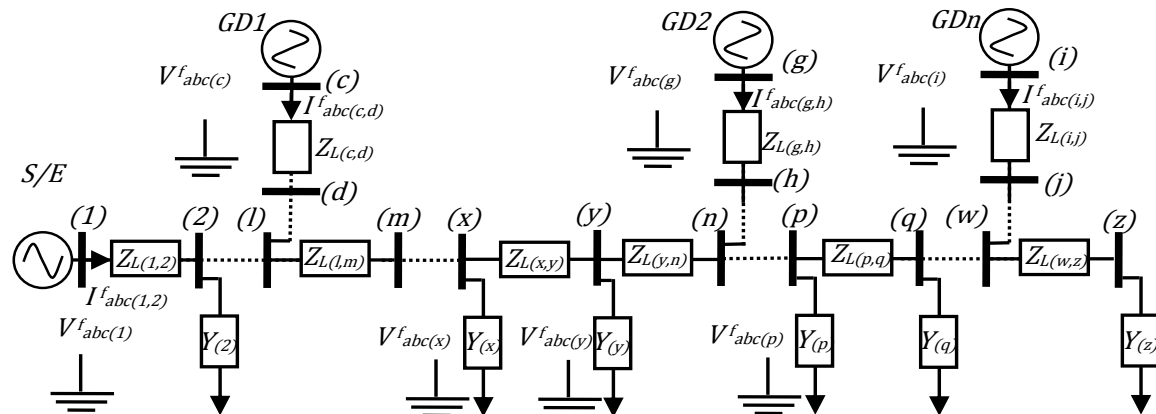 GD1
GD2
GDn
(c)
(g)
(i)
V^f_abc(c)
V^f_abc(g)
V^f_abc(i)
I^f_abc(c,d)
I^f_abc(g,h)
I^f_abc(i,j)
Z_L(c,d)
Z_L(g,h)
Z_L(i,j)
S/E
(d)
(h)
(j)
(1)
(2)
(l)
(m)
(x)
(y)
(n)
(p)
(q)
(w)
(z)
Z_L(1,2)
Z_L(l,m)
Z_L(x,y)
Z_L(y,n)
Z_L(p,q)
Z_L(w,z)
I^f_abc(1,2)
V^f_abc(1)
Y(2)
V^f_abc(x)
Y(x)
V^f_abc(y)
Y(y)
V^f_abc(p)
Y(p)
Y(q)
Y(z)